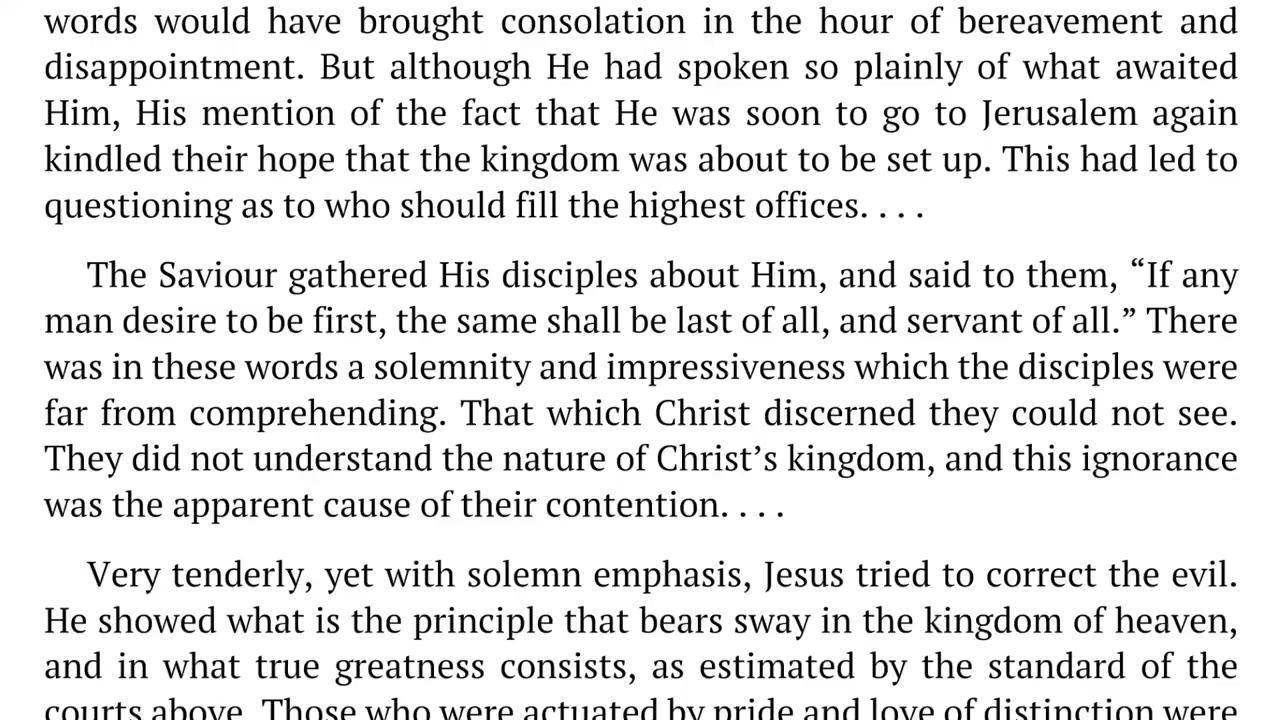 words would have brought consolation in the hour of bereavement and
disappointment. But although He had spoken so plainly of what awaited
Him, His mention of the fact that He was soon to go to Jerusalem again
kindled their hope that the kingdom was about to be set up. This had led to
questioning as to who should fill the highest offices. . . .
The Saviour gathered His disciples about Him, and said to them, “If any
man desire to be first, the same shall be last of all, and servant of all.” There
was in these words a solemnity and impressiveness which the disciples were
far from comprehending. That which Christ discerned they could not see.
They did not understand the nature of Christ’s kingdom, and this ignorance
was the apparent cause of their contention. . . .
Very tenderly, yet with solemn emphasis, Jesus tried to correct the evil.
He showed what is the principle that bears sway in the kingdom of heaven,
and in what true greatness consists, as estimated by the standard of the
courts above. Those who were actuated by pride and love of distinction were